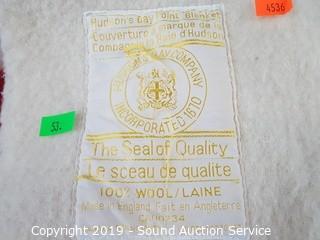 4536
Hudson's Bay Point Blanket
Couverture marque de la
Compagnie Baie d'Hudson
HUDSON'S BAY COMPANY
INCORPORATED 1670
53.
The Seal of Quality
Le sceau de qualite
100% WOOL/LAINE
Made in England Fait en Angleterre
Copyright 2019 - Sound Auction Service